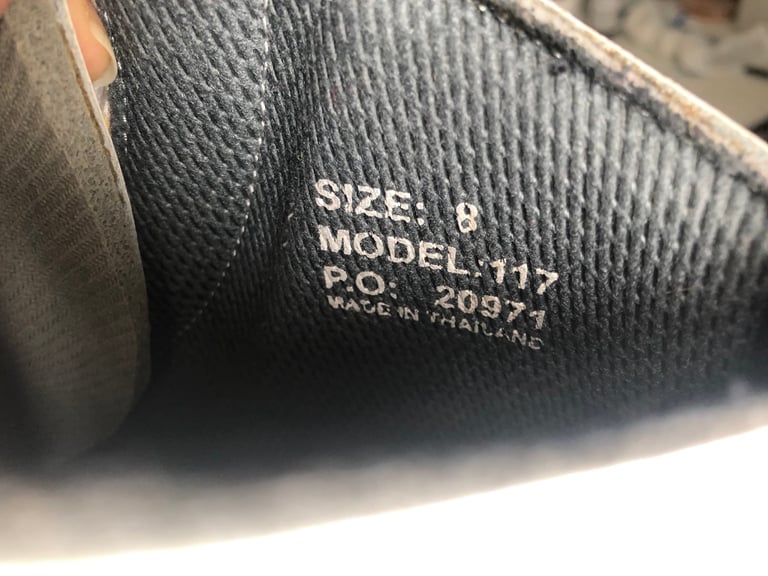 SIZE: 8
MODEL: 117
P.O: 20971
MADE IN THAILAND